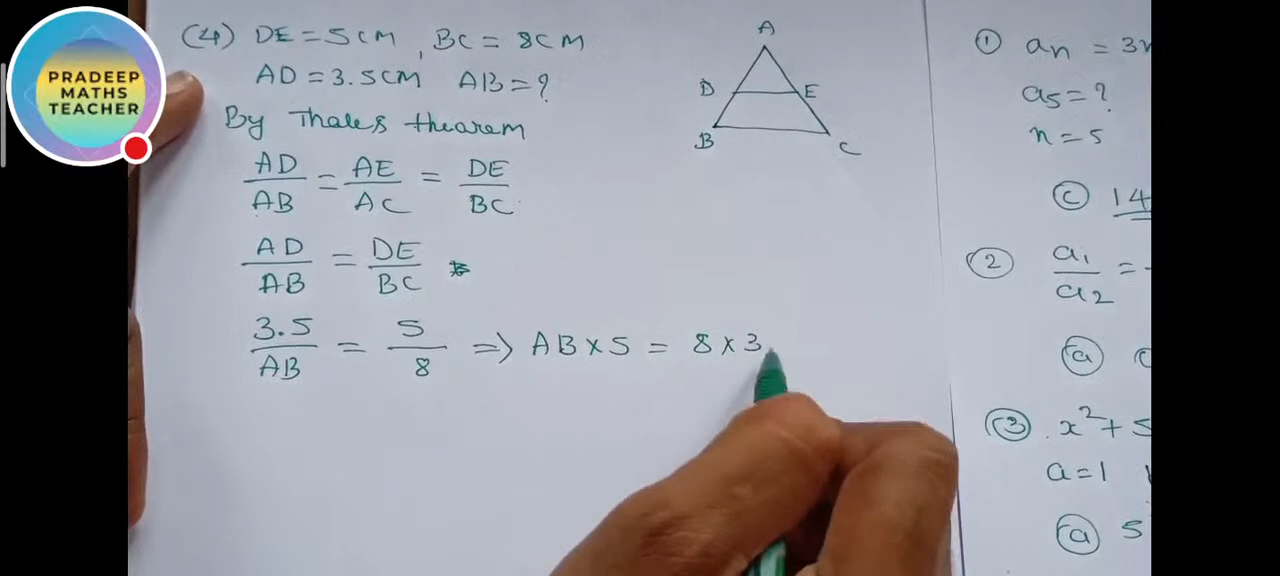 PRADEEP
MATHS
TEACHER
(4) DE = 5CM, BC = 8CM
AD = 3.5CM AB = ?
By Thales thearem
AD/AB = AE/AC = DE/BC
AD/AB = DE/BC
3.5/AB = 5/8 => AB × 5 = 8 × 3
A
D E
B C
① an = 3
a5 = ?
n = 5
ⓒ 14
② a1/a2 =
ⓐ
③ x² + 5
a = 1
ⓐ 5